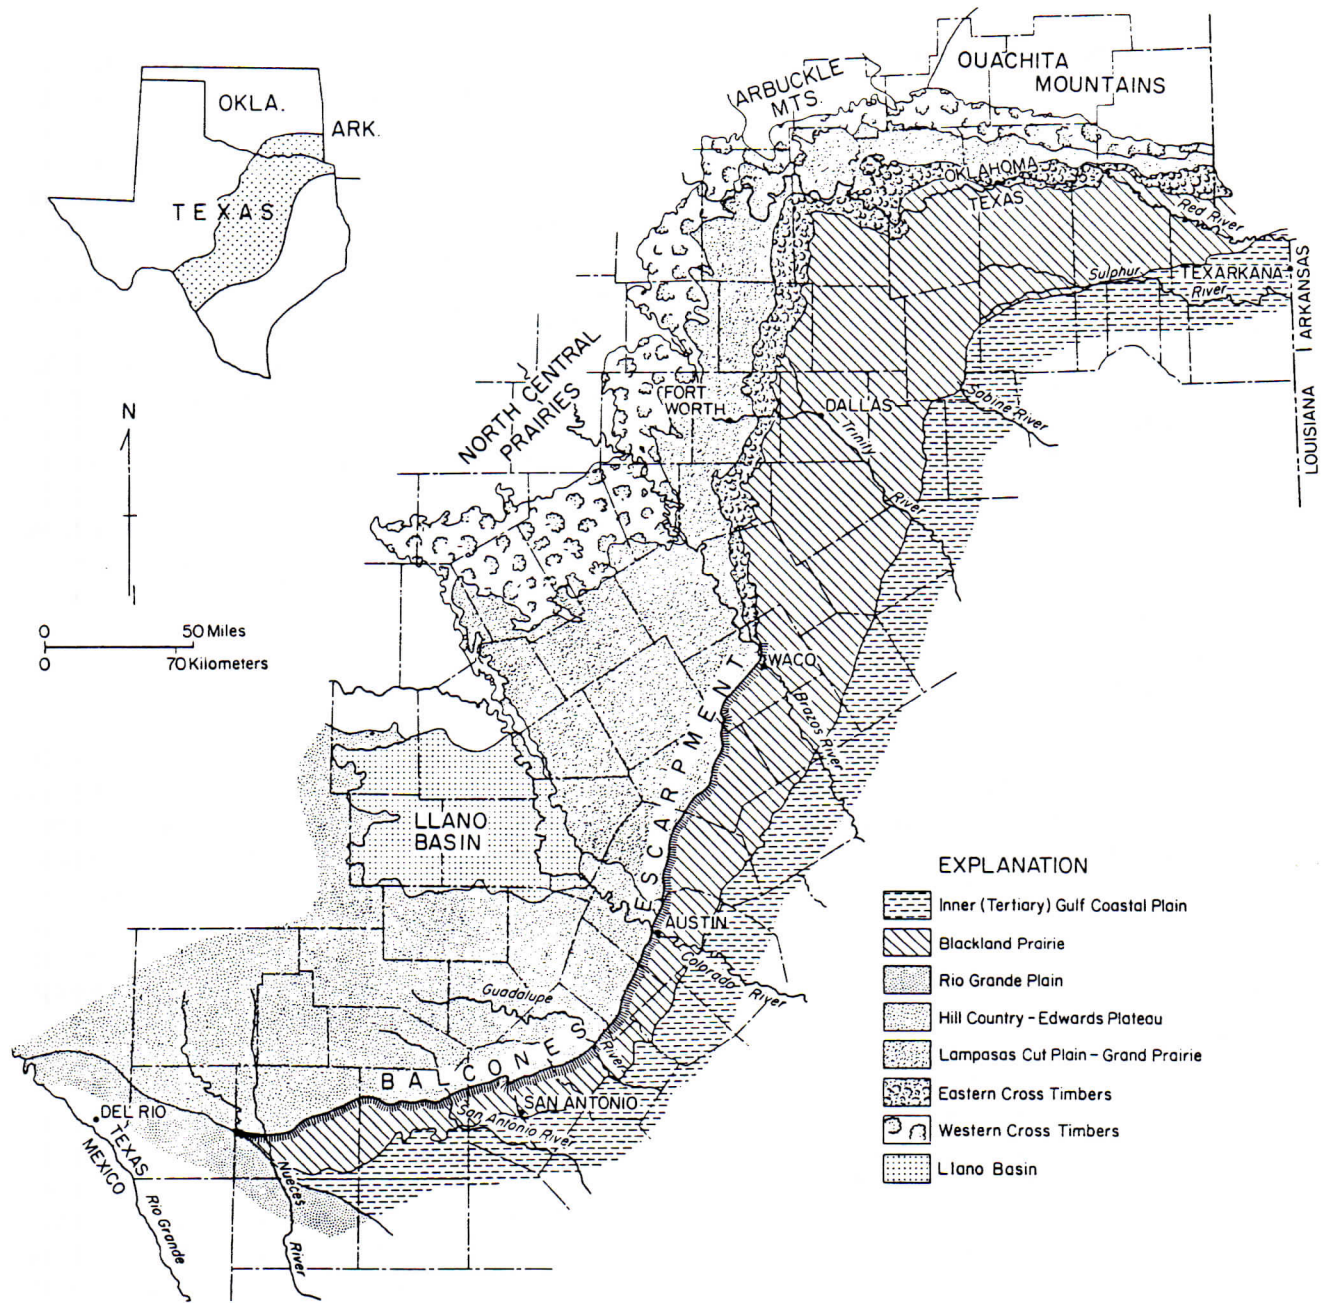 OKLA.
ARK.
TEXAS
ARBUCKLE
MTS.
OUACHITA
MOUNTAINS
OKLAHOMA
TEXAS
Red River
Sulphur
TEXARKANA
River
ARKANSAS
LOUISIANA
NORTH CENTRAL
PRAIRIES
FORT
WORTH
DALLAS
Trinity
River
Sabine River
N
0 50 Miles
0 70 Kilometers
WACO
Brazos River
LLANO
BASIN
BALCONES ESCARPMENT
AUSTIN
Colorado River
Guadalupe
River
SAN ANTONIO
San Antonio River
DEL RIO
TEXAS
MEXICO
Rio Grande
Nueces
River
EXPLANATION
Inner (Tertiary) Gulf Coastal Plain
Blackland Prairie
Rio Grande Plain
Hill Country - Edwards Plateau
Lampasas Cut Plain - Grand Prairie
Eastern Cross Timbers
Western Cross Timbers
Llano Basin